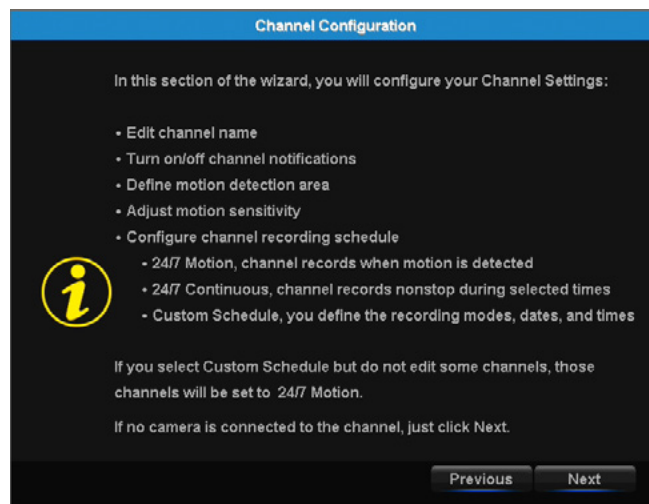 Channel Configuration
In this section of the wizard, you will configure your Channel Settings:
• Edit channel name
• Turn on/off channel notifications
• Define motion detection area
• Adjust motion sensitivity
• Configure channel recording schedule
- 24/7 Motion, channel records when motion is detected
• 24/7 Continuous, channel records nonstop during selected times
- Custom Schedule, you define the recording modes, dates, and times
If you select Custom Schedule but do not edit some channels, those
channels will be set to 24/7 Motion.
If no camera is connected to the channel, just click Next.
Previous Next